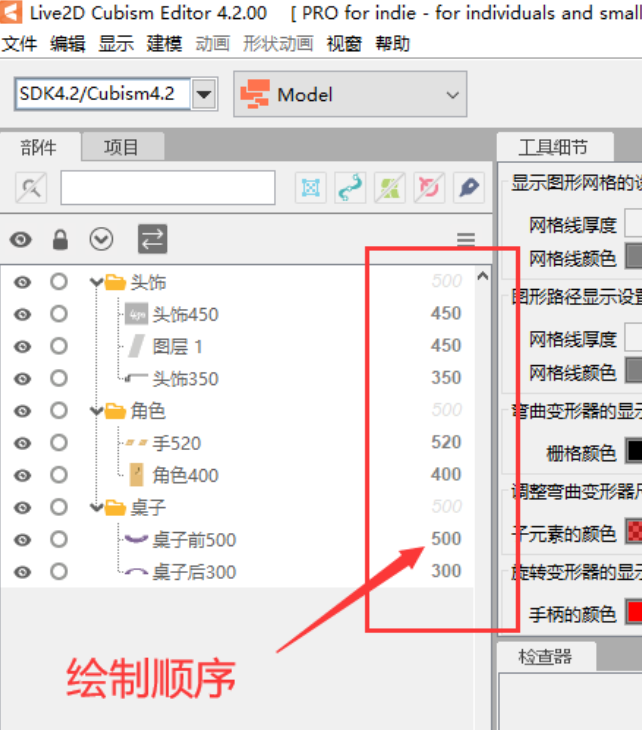 Live2D Cubism Editor 4.2.00 [ PRO for indie - for individuals and small
文件 编辑 显示 建模 动画 形状动画 视窗 帮助
SDK4.2/Cubism4.2 Model
部件 项目 工具细节
显示图形网格的设
网格线厚度
网格线颜色
头饰 500
图形路径显示设置
头饰450 450
网格线厚度
图层 1 450
网格线颜色
头饰350 350
角色 500
弯曲变形器的显示
手520 520
栅格颜色
角色400 400
调整弯曲变形器尺
桌子 500
子元素的颜色
桌子前500 500
旋转变形器的显示
桌子后300 300
手柄的颜色
检查器
绘制顺序